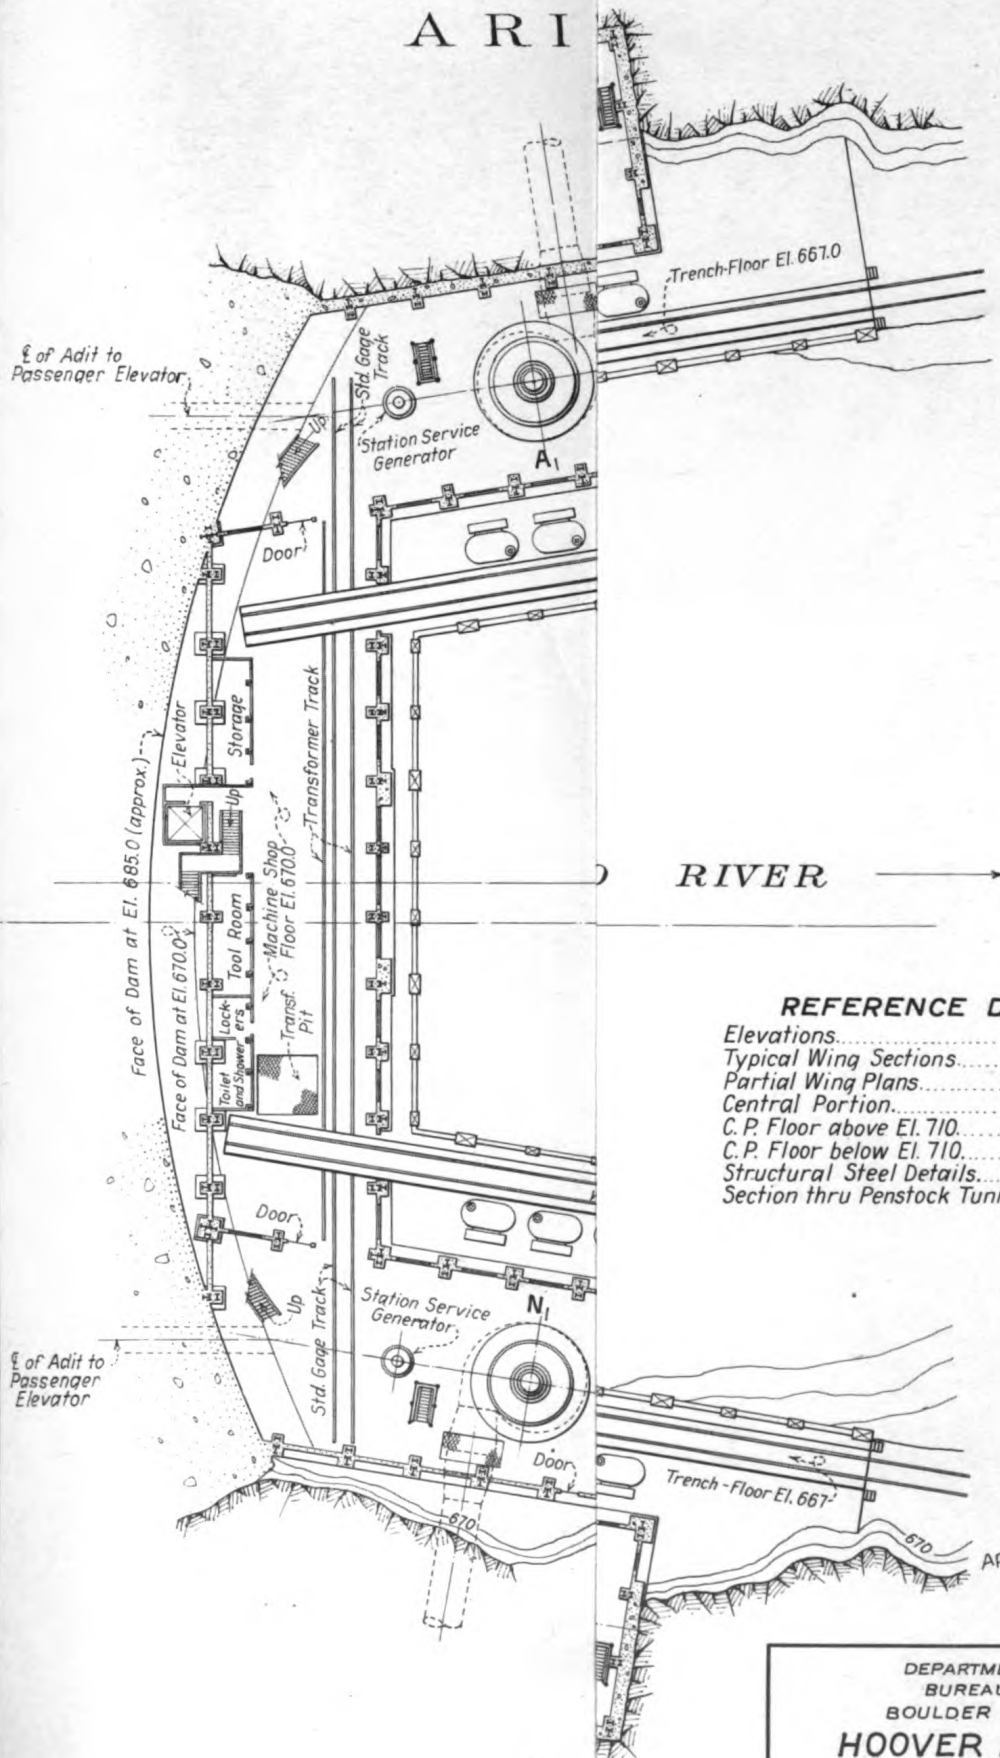 ARI
Trench-Floor El. 667.0
℄ of Adit to
Passenger Elevator
Std. Gage
Track
Up
Station Service
Generator
A₁
Door
Elevator
Storage
Transformer Track
Up
Face of Dam at El. 685.0 (approx.)
Machine Shop
Floor El. 670.0
RIVER
Tool Room
Face of Dam at El. 670.0
Lock-
ers
Transf.
Pit
Toilet
and Shower
REFERENCE D
Elevations
Typical Wing Sections
Partial Wing Plans
Central Portion
C. P. Floor above El. 710
C. P. Floor below El. 710
Structural Steel Details
Section thru Penstock Tun
Door
Up
Station Service
Generator
N₁
Std. Gage Track
℄ of Adit to
Passenger
Elevator
Door
Trench-Floor El. 667
670
670
DEPARTME
BUREAU
BOULDER
HOOVER